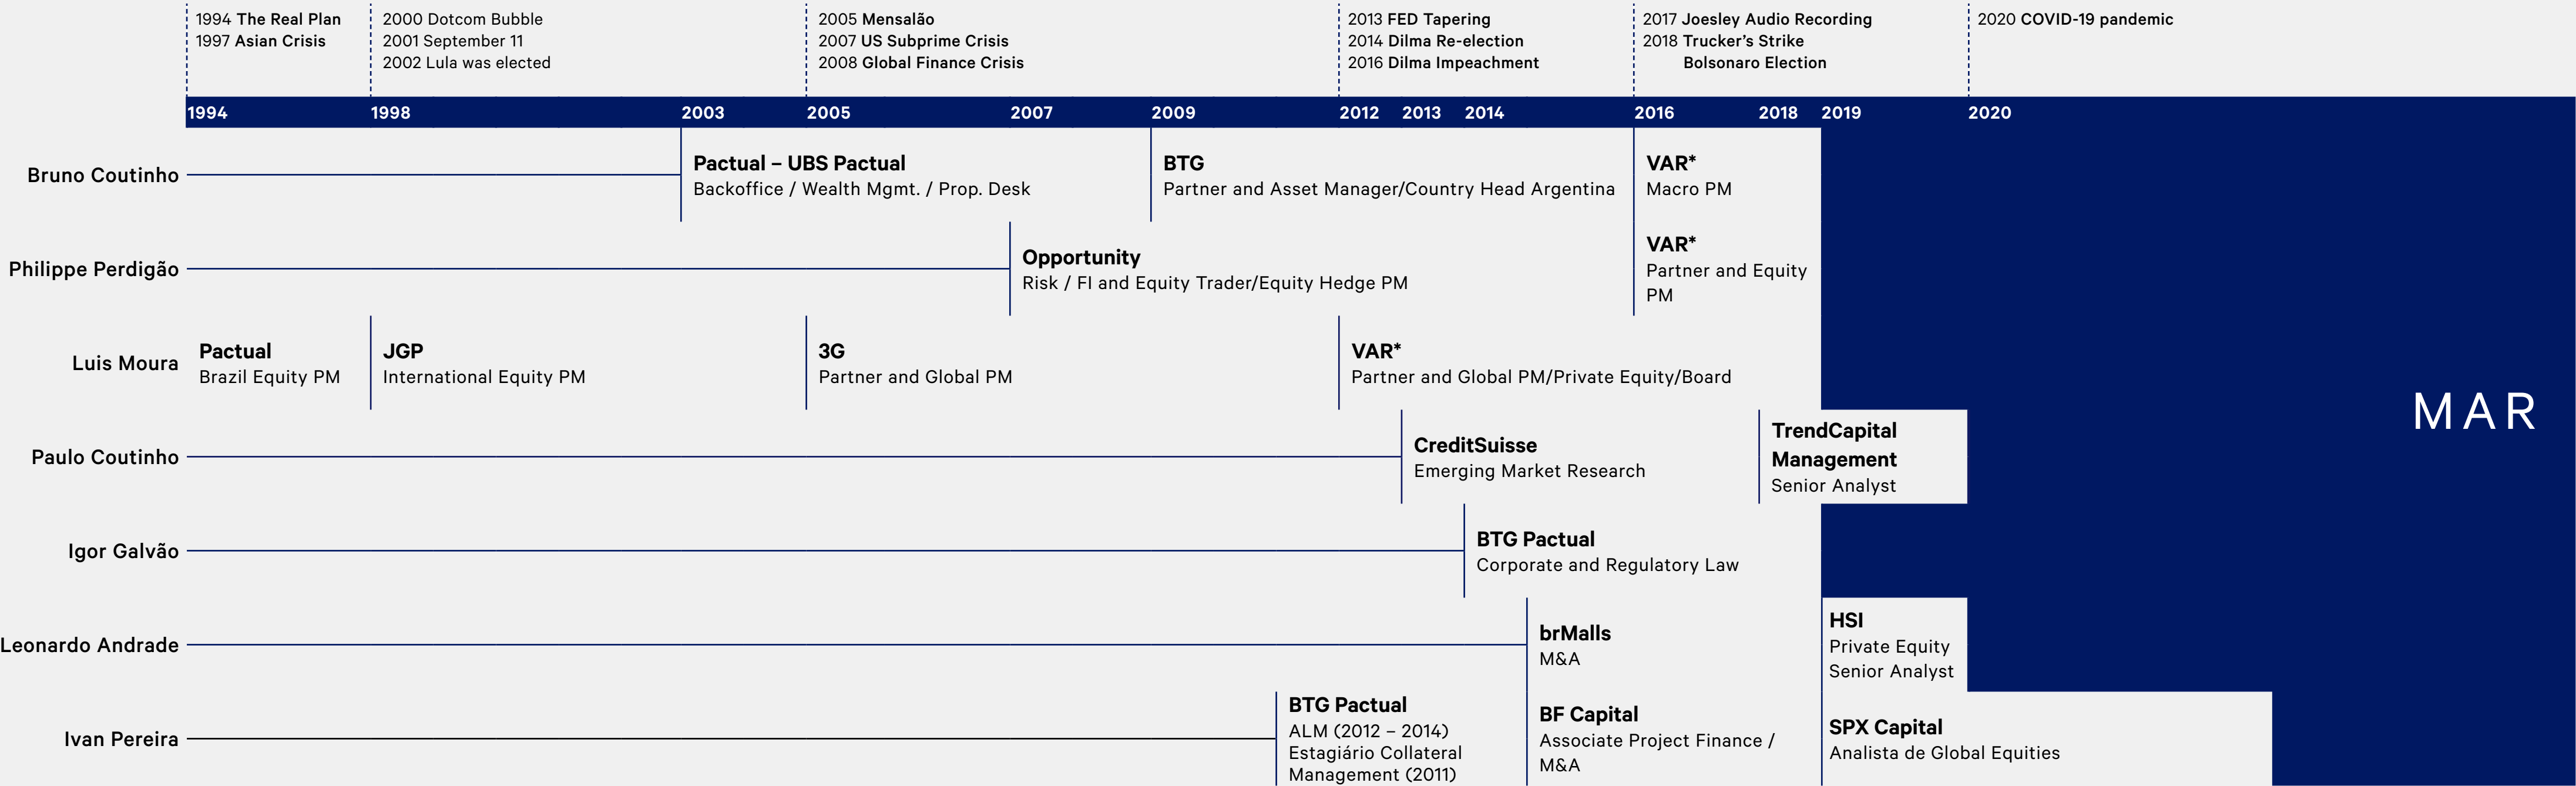 1994 The Real Plan
1997 Asian Crisis
2000 Dotcom Bubble
2001 September 11
2002 Lula was elected
2005 Mensalão
2007 US Subprime Crisis
2008 Global Finance Crisis
2013 FED Tapering
2014 Dilma Re-election
2016 Dilma Impeachment
2017 Joesley Audio Recording
2018 Trucker’s Strike
Bolsonaro Election
2020 COVID-19 pandemic
1994 1998 2003 2005 2007 2009 2012 2013 2014 2016 2018 2019 2020
Bruno Coutinho
Pactual – UBS Pactual
Backoffice / Wealth Mgmt. / Prop. Desk
BTG
Partner and Asset Manager/Country Head Argentina
VAR*
Macro PM
Philippe Perdigão
Opportunity
Risk / FI and Equity Trader/Equity Hedge PM
VAR*
Partner and Equity
PM
Luis Moura
Pactual
Brazil Equity PM
JGP
International Equity PM
3G
Partner and Global PM
VAR*
Partner and Global PM/Private Equity/Board
MAR
Paulo Coutinho
CreditSuisse
Emerging Market Research
TrendCapital
Management
Senior Analyst
Igor Galvão
BTG Pactual
Corporate and Regulatory Law
Leonardo Andrade
brMalls
M&A
HSI
Private Equity
Senior Analyst
Ivan Pereira
BTG Pactual
ALM (2012 – 2014)
Estagiário Collateral
Management (2011)
BF Capital
Associate Project Finance /
M&A
SPX Capital
Analista de Global Equities